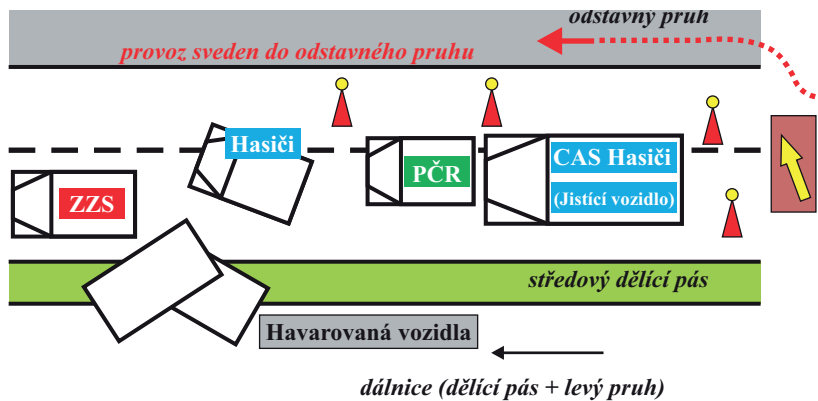 odstavný pruh
provoz sveden do odstavného pruhu
Hasiči
CAS Hasiči
PČR
(Jistící vozidlo)
ZZS
středový dělící pás
Havarovaná vozidla
dálnice (dělící pás + levý pruh)